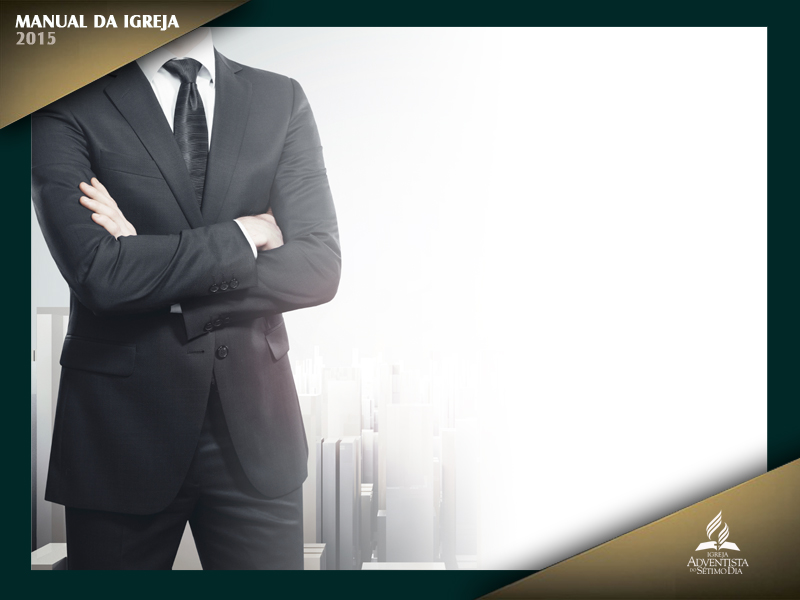 MANUAL DA IGREJA
2015
IGREJA
ADVENTISTA
DO SÉTIMO DIA